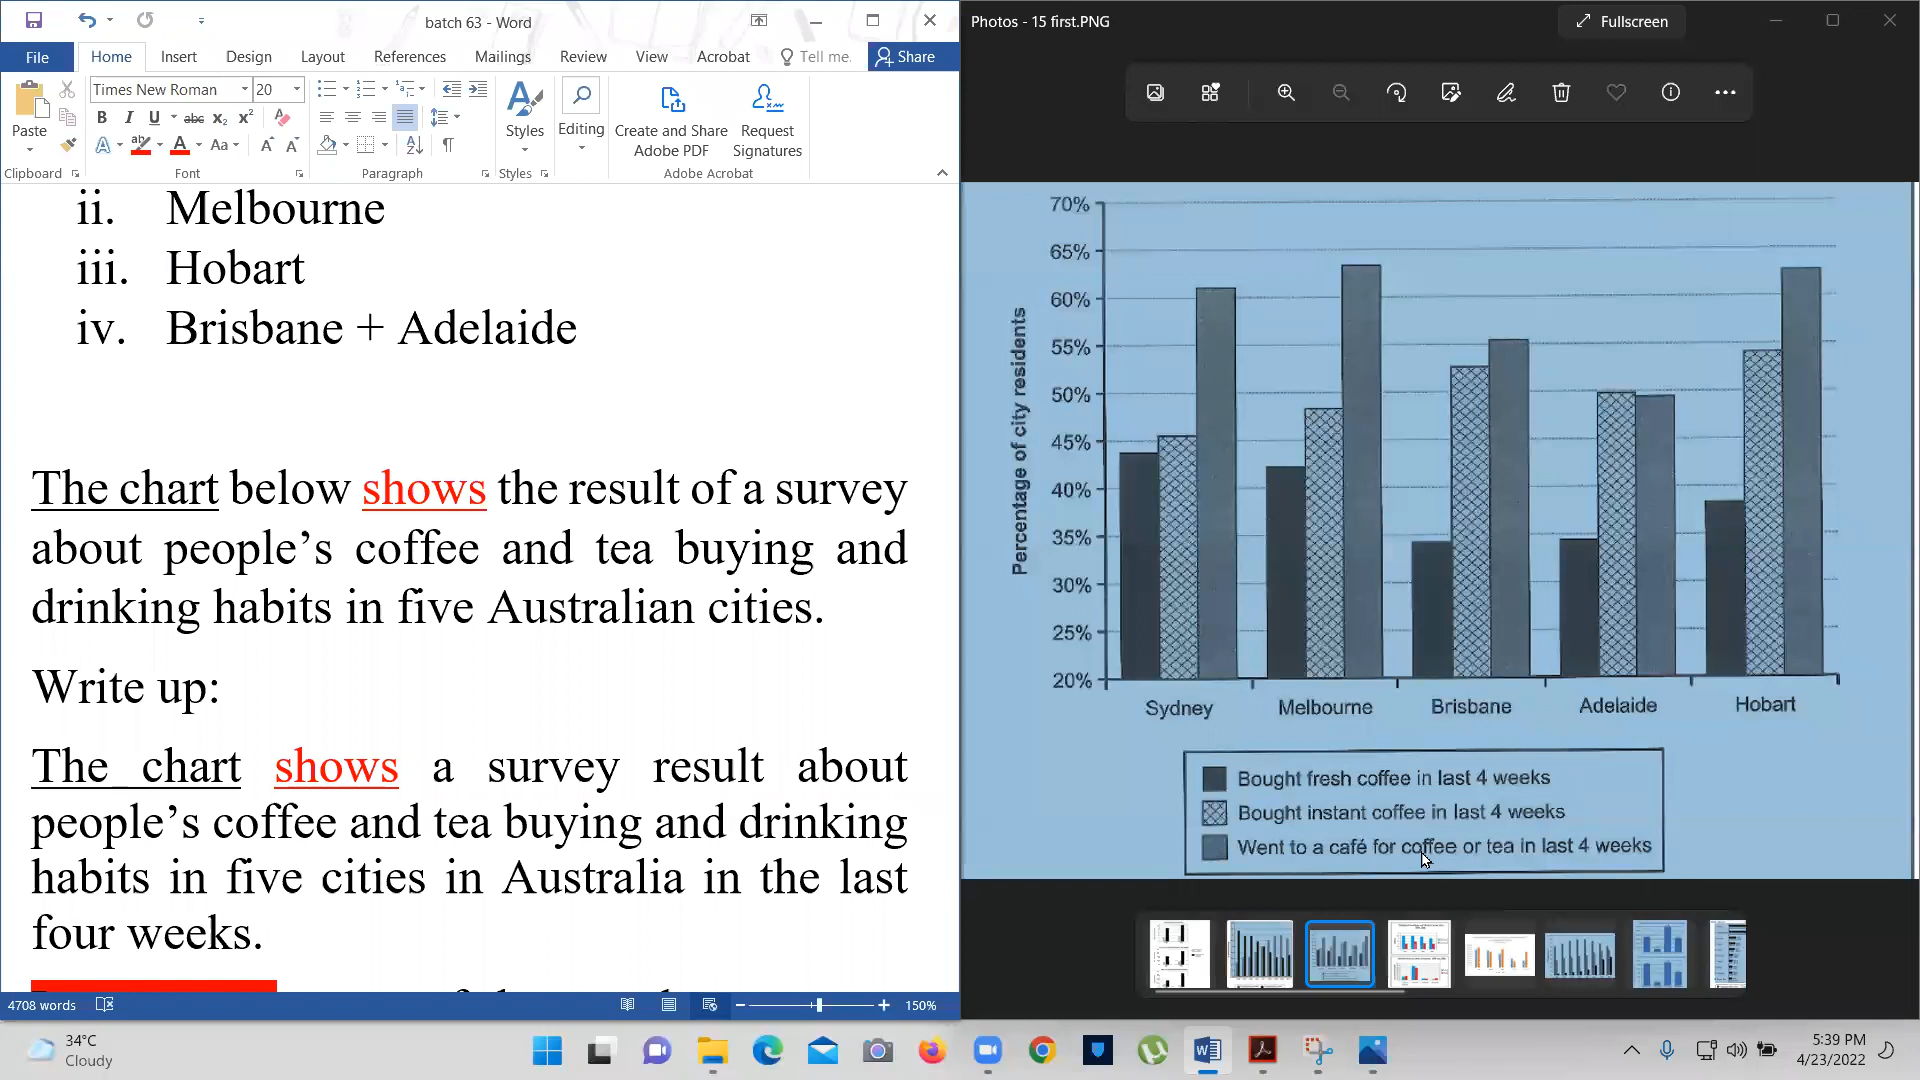 batch 63 - Word
File Home Insert Design Layout References Mailings Review View Acrobat Tell me. Share
Times New Roman 20
Paste
B I U abc x₂ x²
A aby A Aa A A
Styles
Editing
Create and Share
Adobe PDF
Request
Signatures
Clipboard Font Paragraph Styles Adobe Acrobat
ii. Melbourne
iii. Hobart
iv. Brisbane + Adelaide
The chart below shows the result of a survey
about people’s coffee and tea buying and
drinking habits in five Australian cities.
Write up:
The chart shows a survey result about
people’s coffee and tea buying and drinking
habits in five cities in Australia in the last
four weeks.
4708 words
150%
Photos - 15 first.PNG
Fullscreen
Percentage of city residents
70%
65%
60%
55%
50%
45%
40%
35%
30%
25%
20%
Sydney Melbourne Brisbane Adelaide Hobart
Bought fresh coffee in last 4 weeks
Bought instant coffee in last 4 weeks
Went to a café for coffee or tea in last 4 weeks
34°C
Cloudy
5:39 PM
4/23/2022